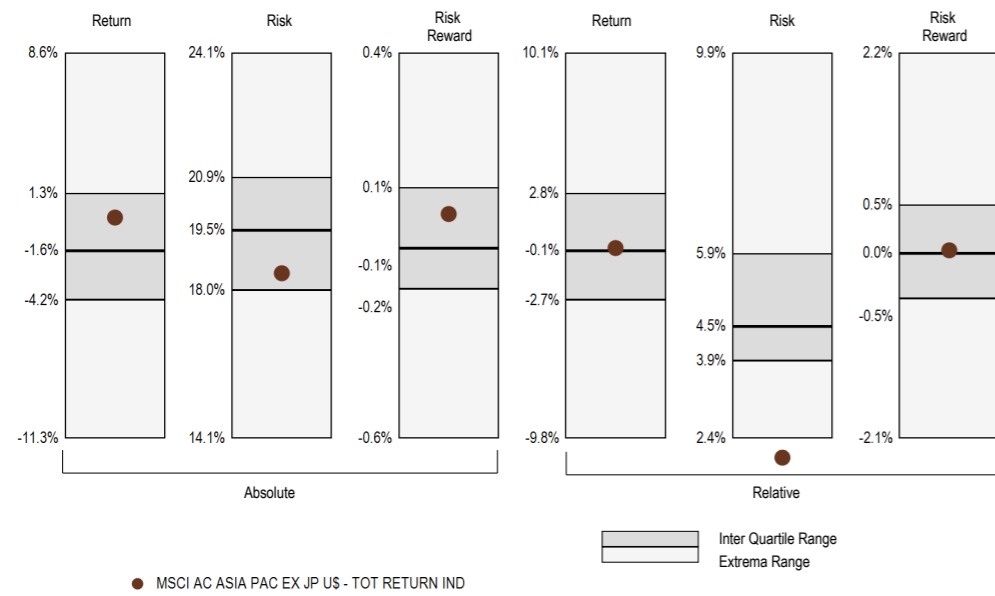 Return
Risk
Risk
Reward
Return
Risk
Risk
Reward
8.6%
24.1%
0.4%
10.1%
9.9%
2.2%
1.3%
20.9%
0.1%
2.8%
5.9%
0.5%
-1.6%
19.5%
-0.1%
-0.1%
4.5%
0.0%
-4.2%
18.0%
-0.2%
-2.7%
3.9%
-0.5%
-11.3%
14.1%
-0.6%
-9.8%
2.4%
-2.1%
Absolute
Relative
Inter Quartile Range
Extrema Range
MSCI AC ASIA PAC EX JP U$ - TOT RETURN IND